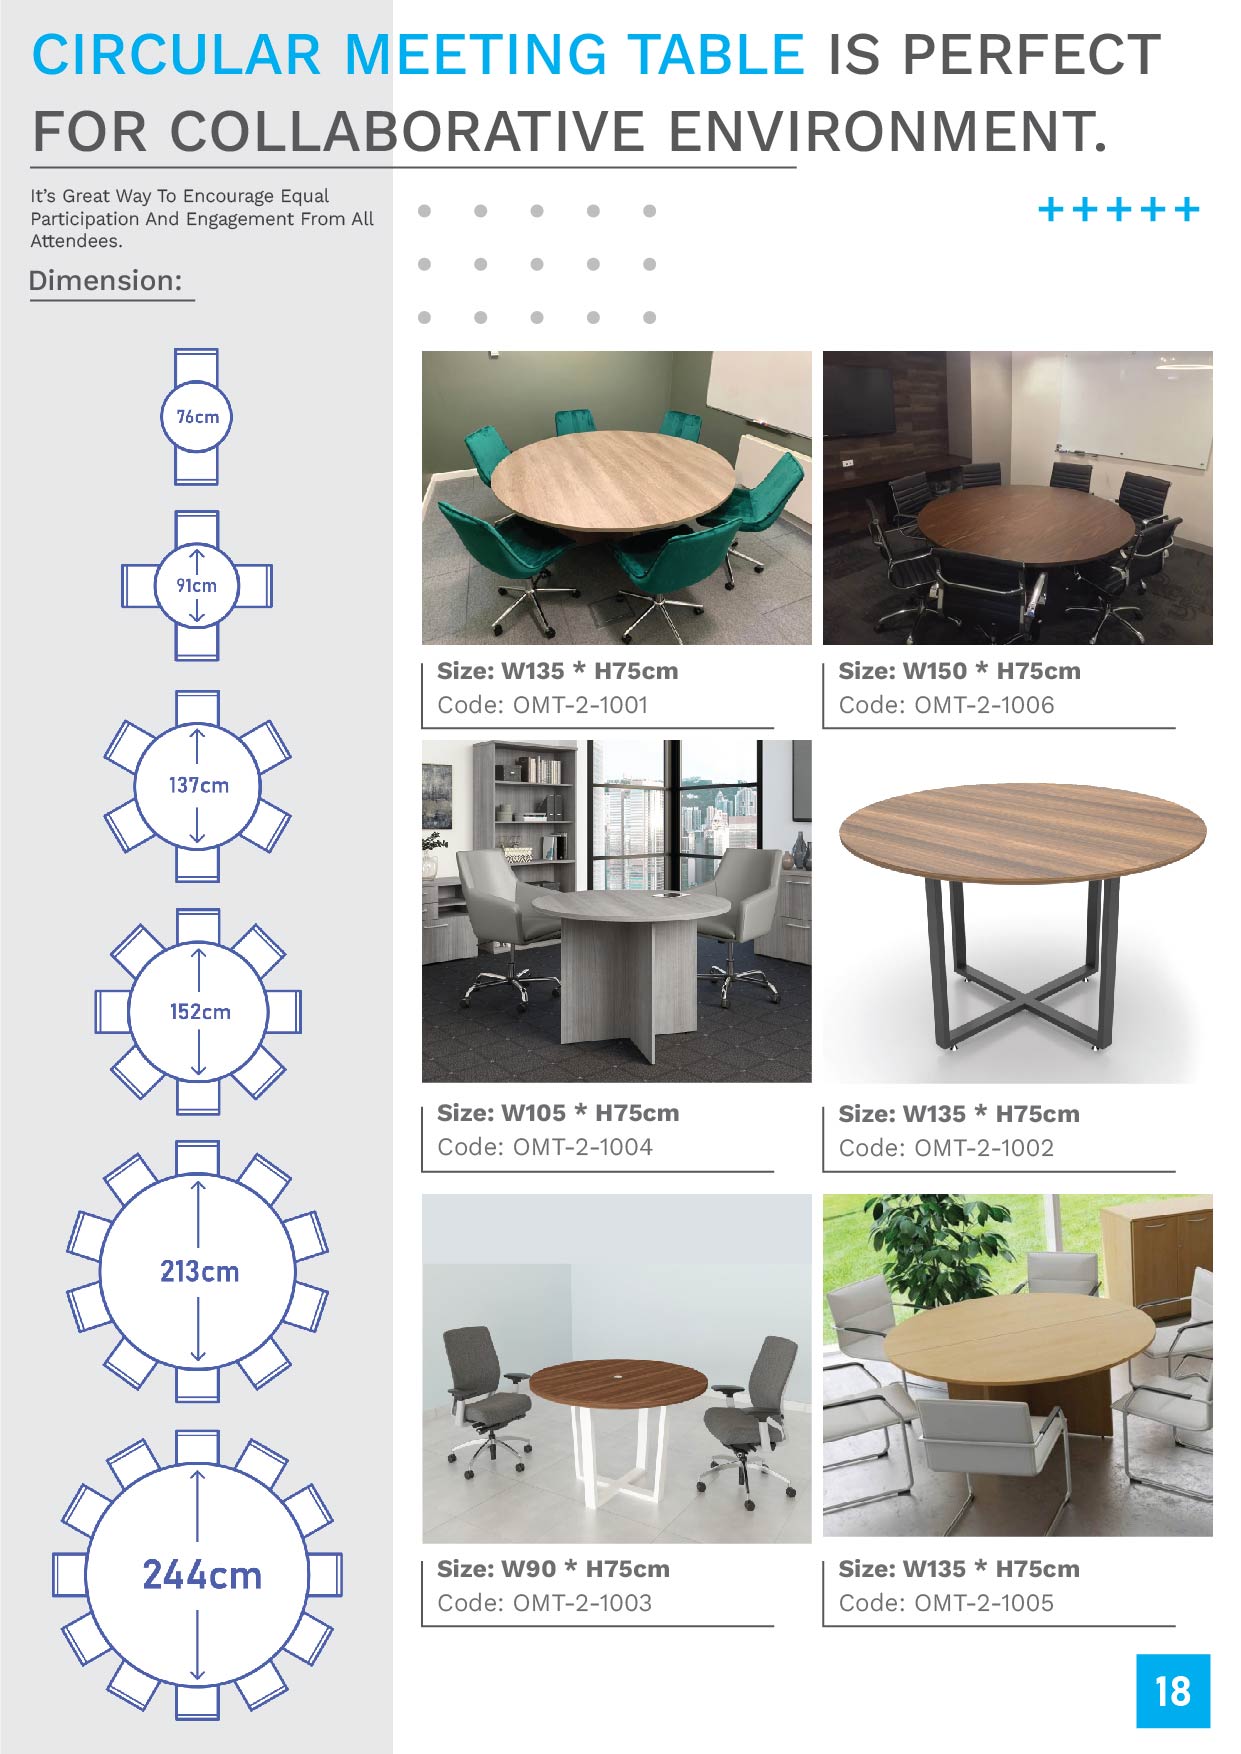 CIRCULAR MEETING TABLE IS PERFECT
FOR COLLABORATIVE ENVIRONMENT.
It's Great Way To Encourage Equal
Participation And Engagement From All
Attendees.
Dimension:
76cm
91cm
137cm
152cm
213cm
244cm
Size: W135 * H75cm
Code: OMT-2-1001
Size: W150 * H75cm
Code: OMT-2-1006
Size: W105 * H75cm
Code: OMT-2-1004
Size: W135 * H75cm
Code: OMT-2-1002
Size: W90 * H75cm
Code: OMT-2-1003
Size: W135 * H75cm
Code: OMT-2-1005
18